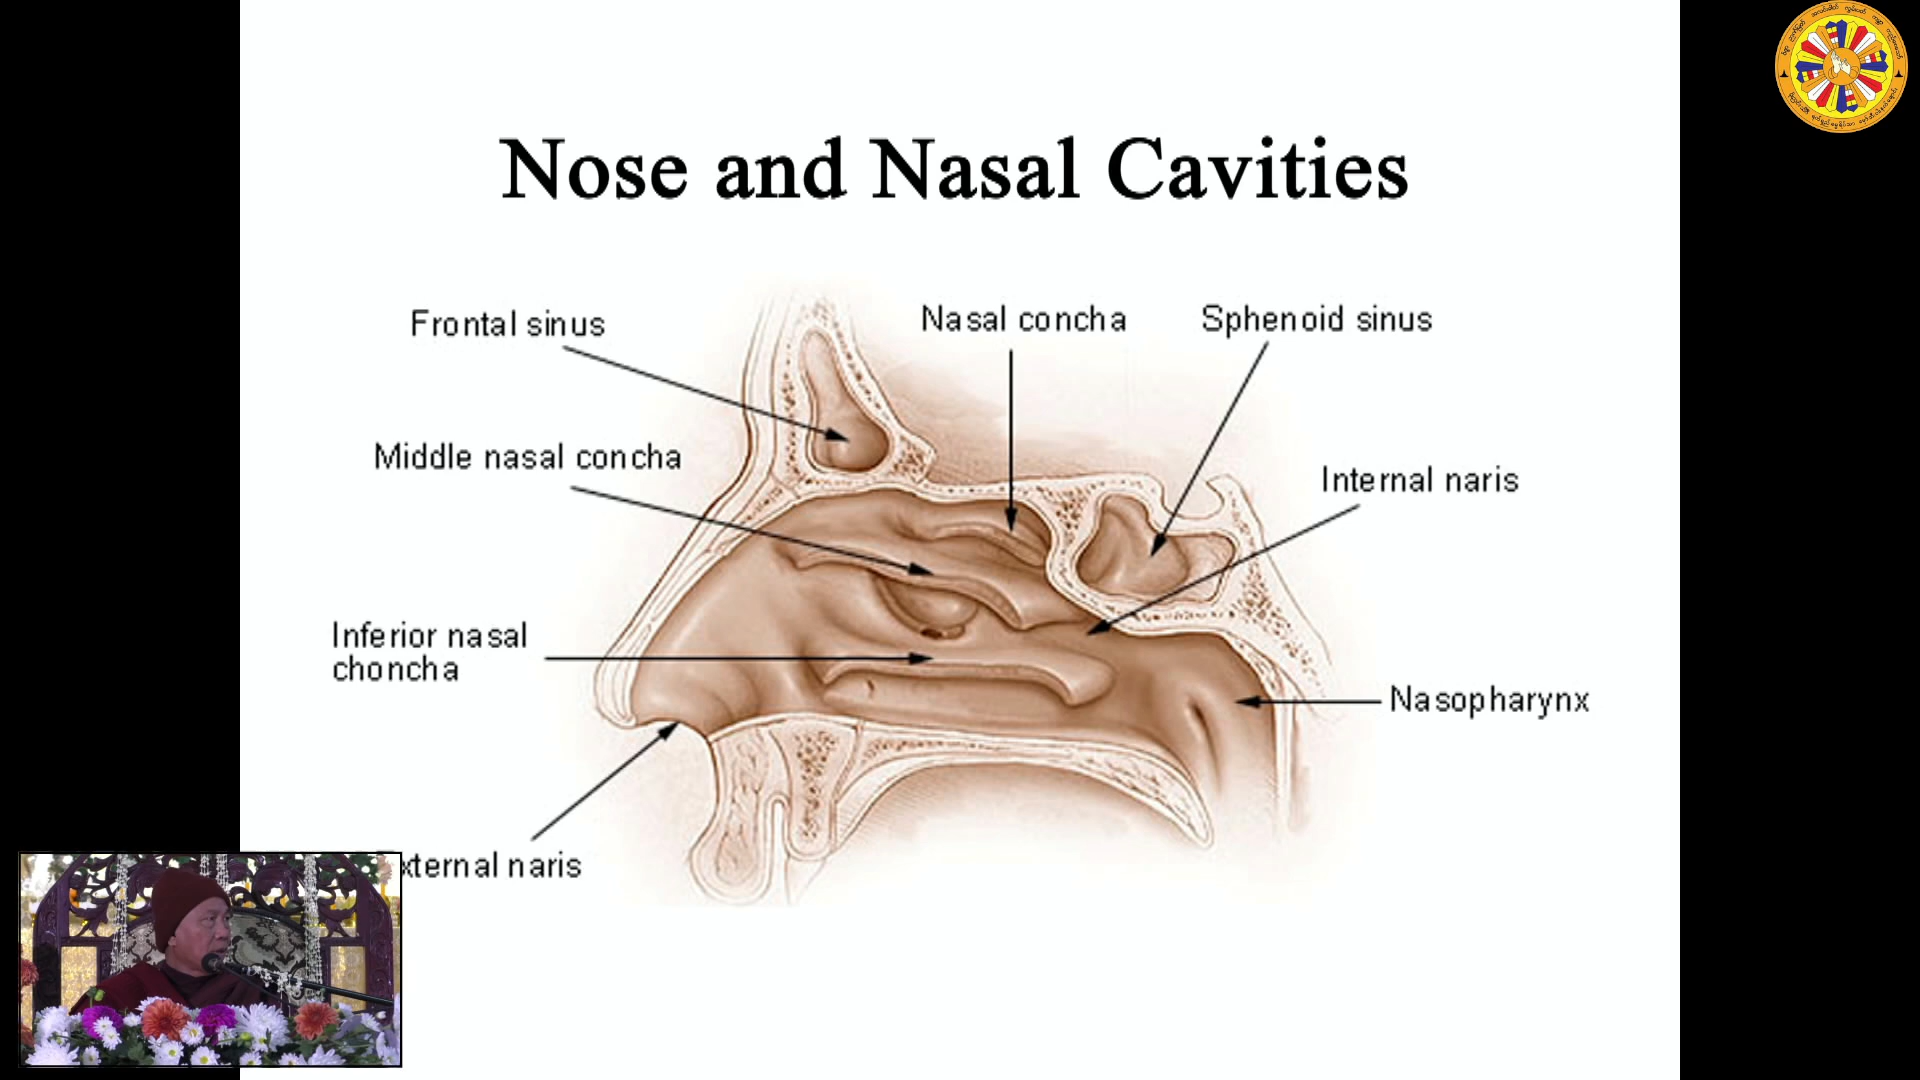 Nose and Nasal Cavities
Frontal sinus
Nasal concha
Sphenoid sinus
Middle nasal concha
Internal naris
Inferior nasal
choncha
Nasopharynx
xternal naris